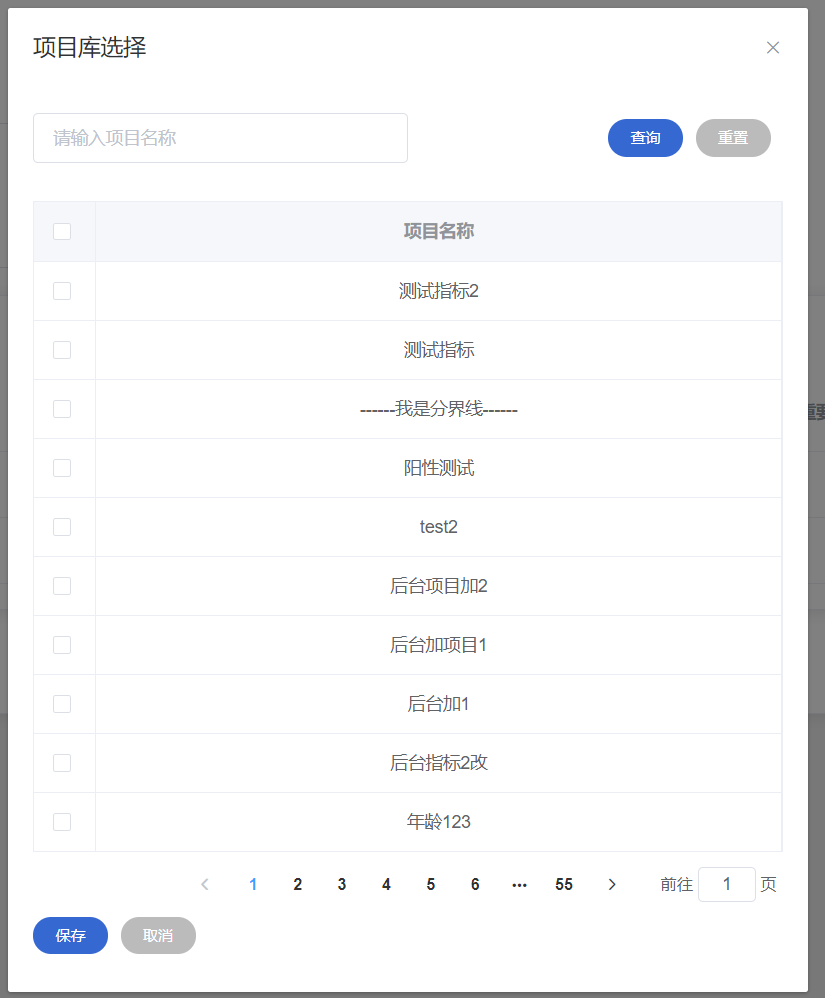 项目库选择
请输入项目名称
查询 重置
项目名称
测试指标2
测试指标
------我是分界线------
阳性测试
test2
后台项目加2
后台加项目1
后台加1
后台指标2改
年龄123
1 2 3 4 5 6 ••• 55 前往 1 页
保存 取消
重要